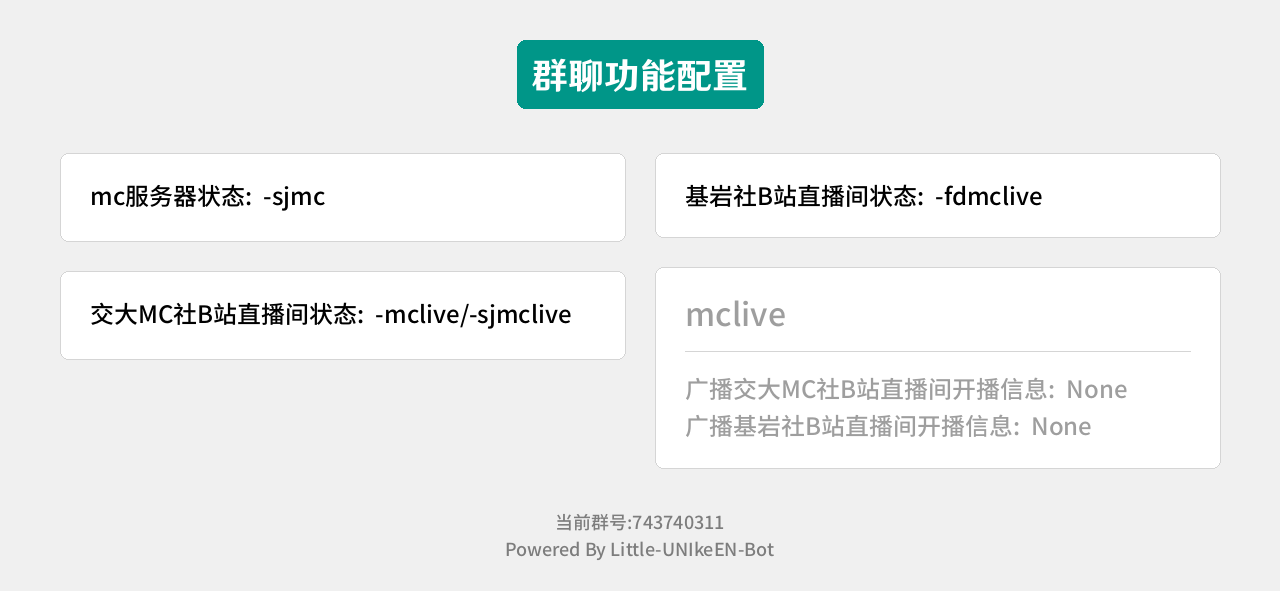 群聊功能配置
mc服务器状态: -sjmc
交大MC社B站直播间状态: -mclive/-sjmclive
基岩社B站直播间状态: -fdmclive
mclive
广播交大MC社B站直播间开播信息: None
广播基岩社B站直播间开播信息: None
当前群号:743740311
Powered By Little-UNIkeEN-Bot